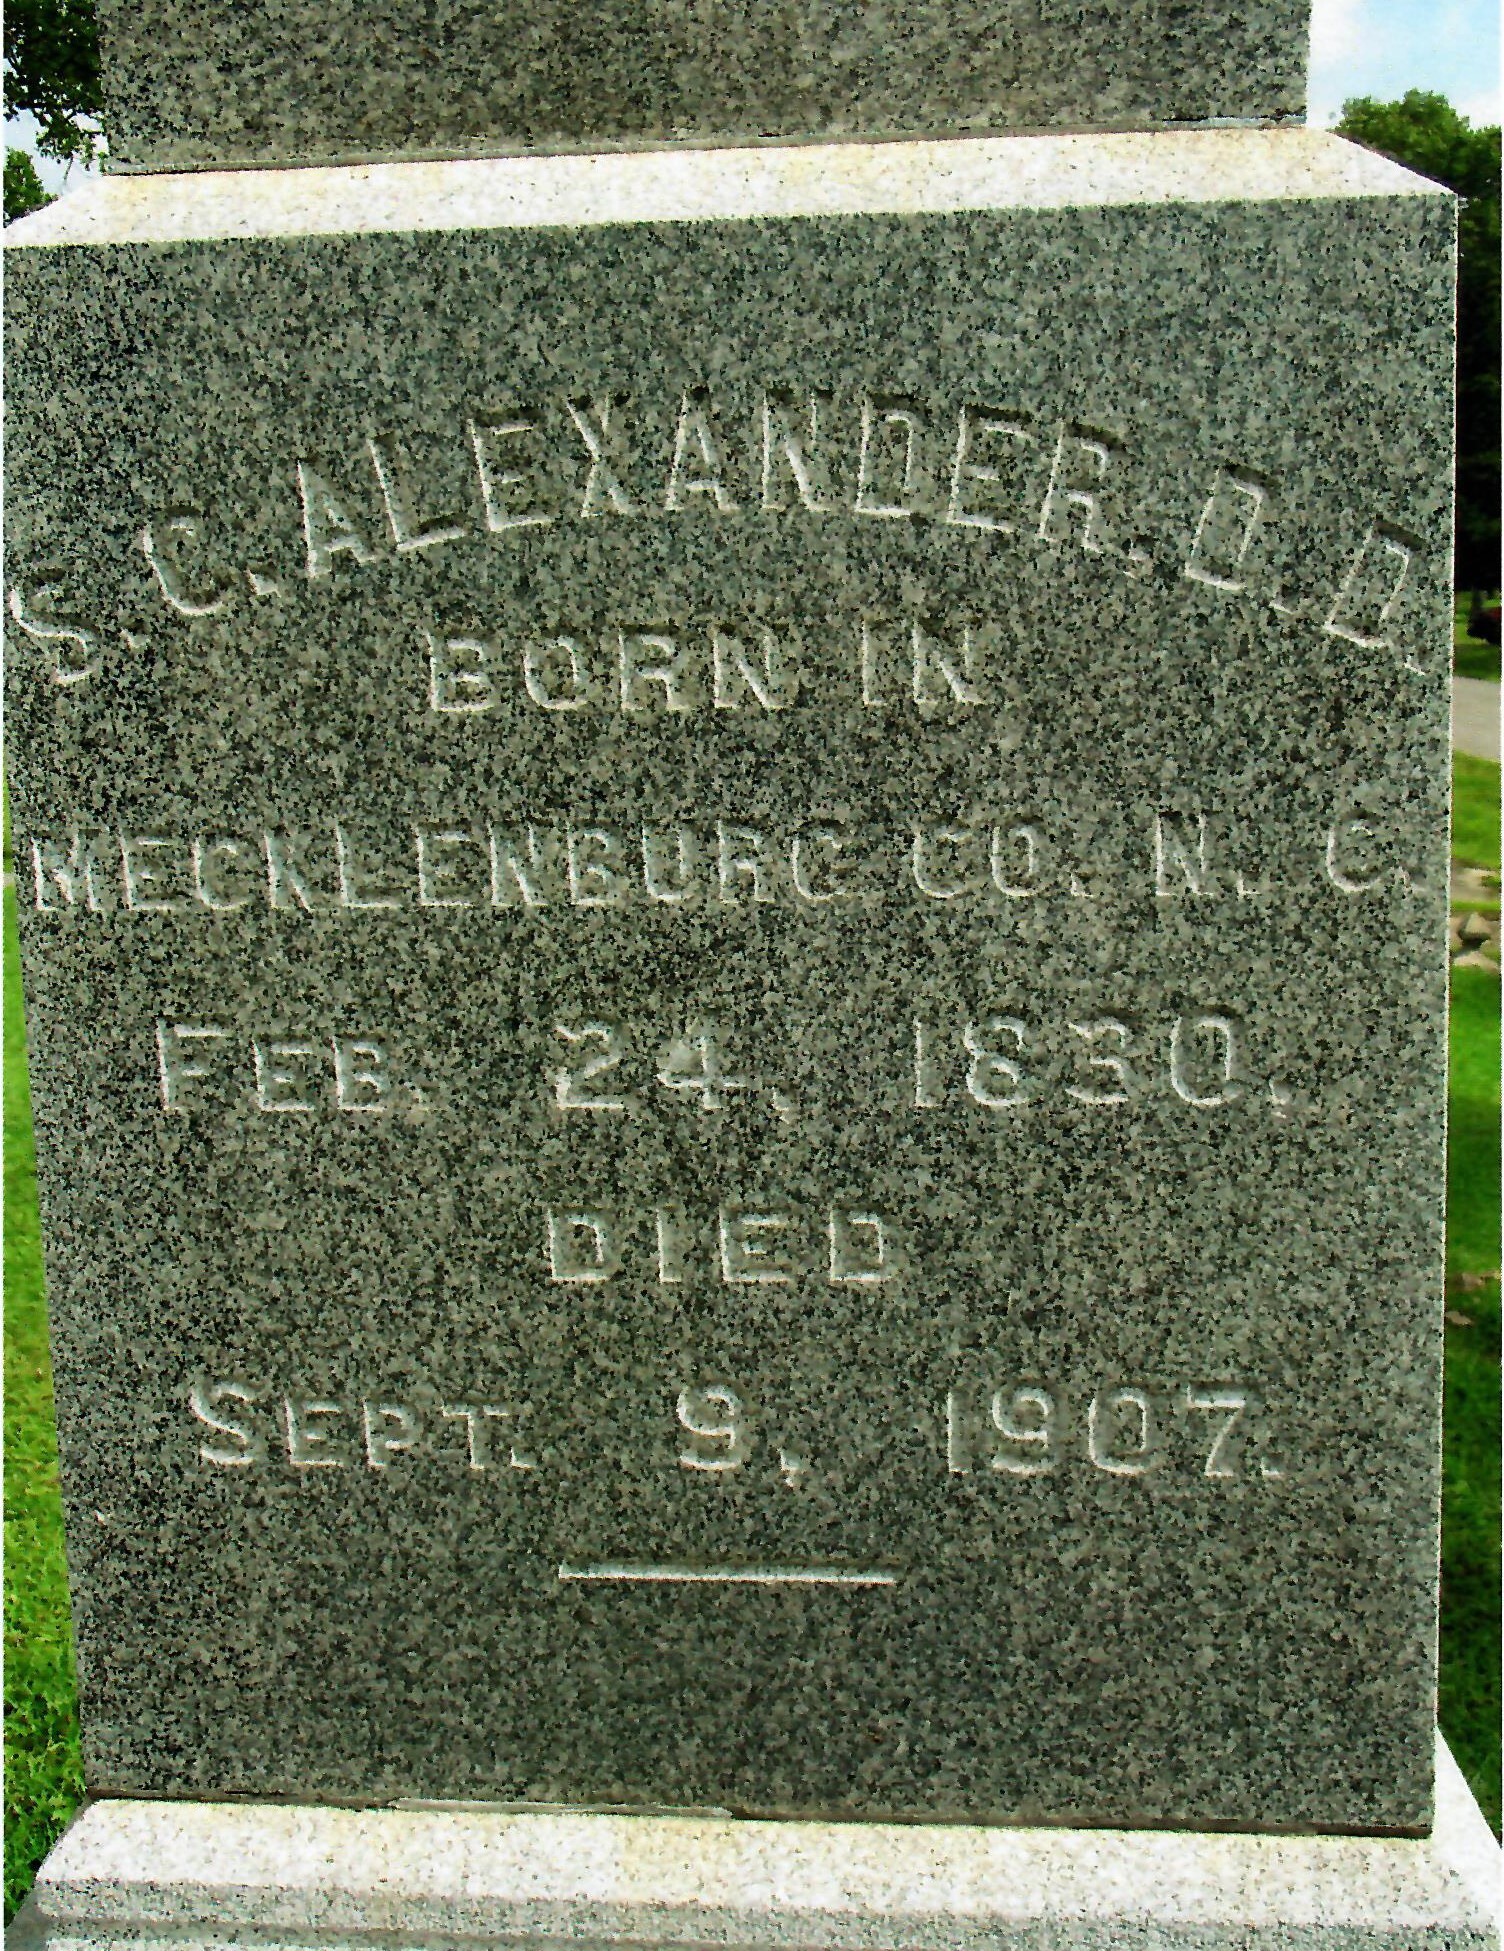 S. C. ALEXANDER, D. D.
BORN IN
MECKLENBURG CO. N. C.
FEB. 24, 1830.
DIED
SEPT. 9, 1907.